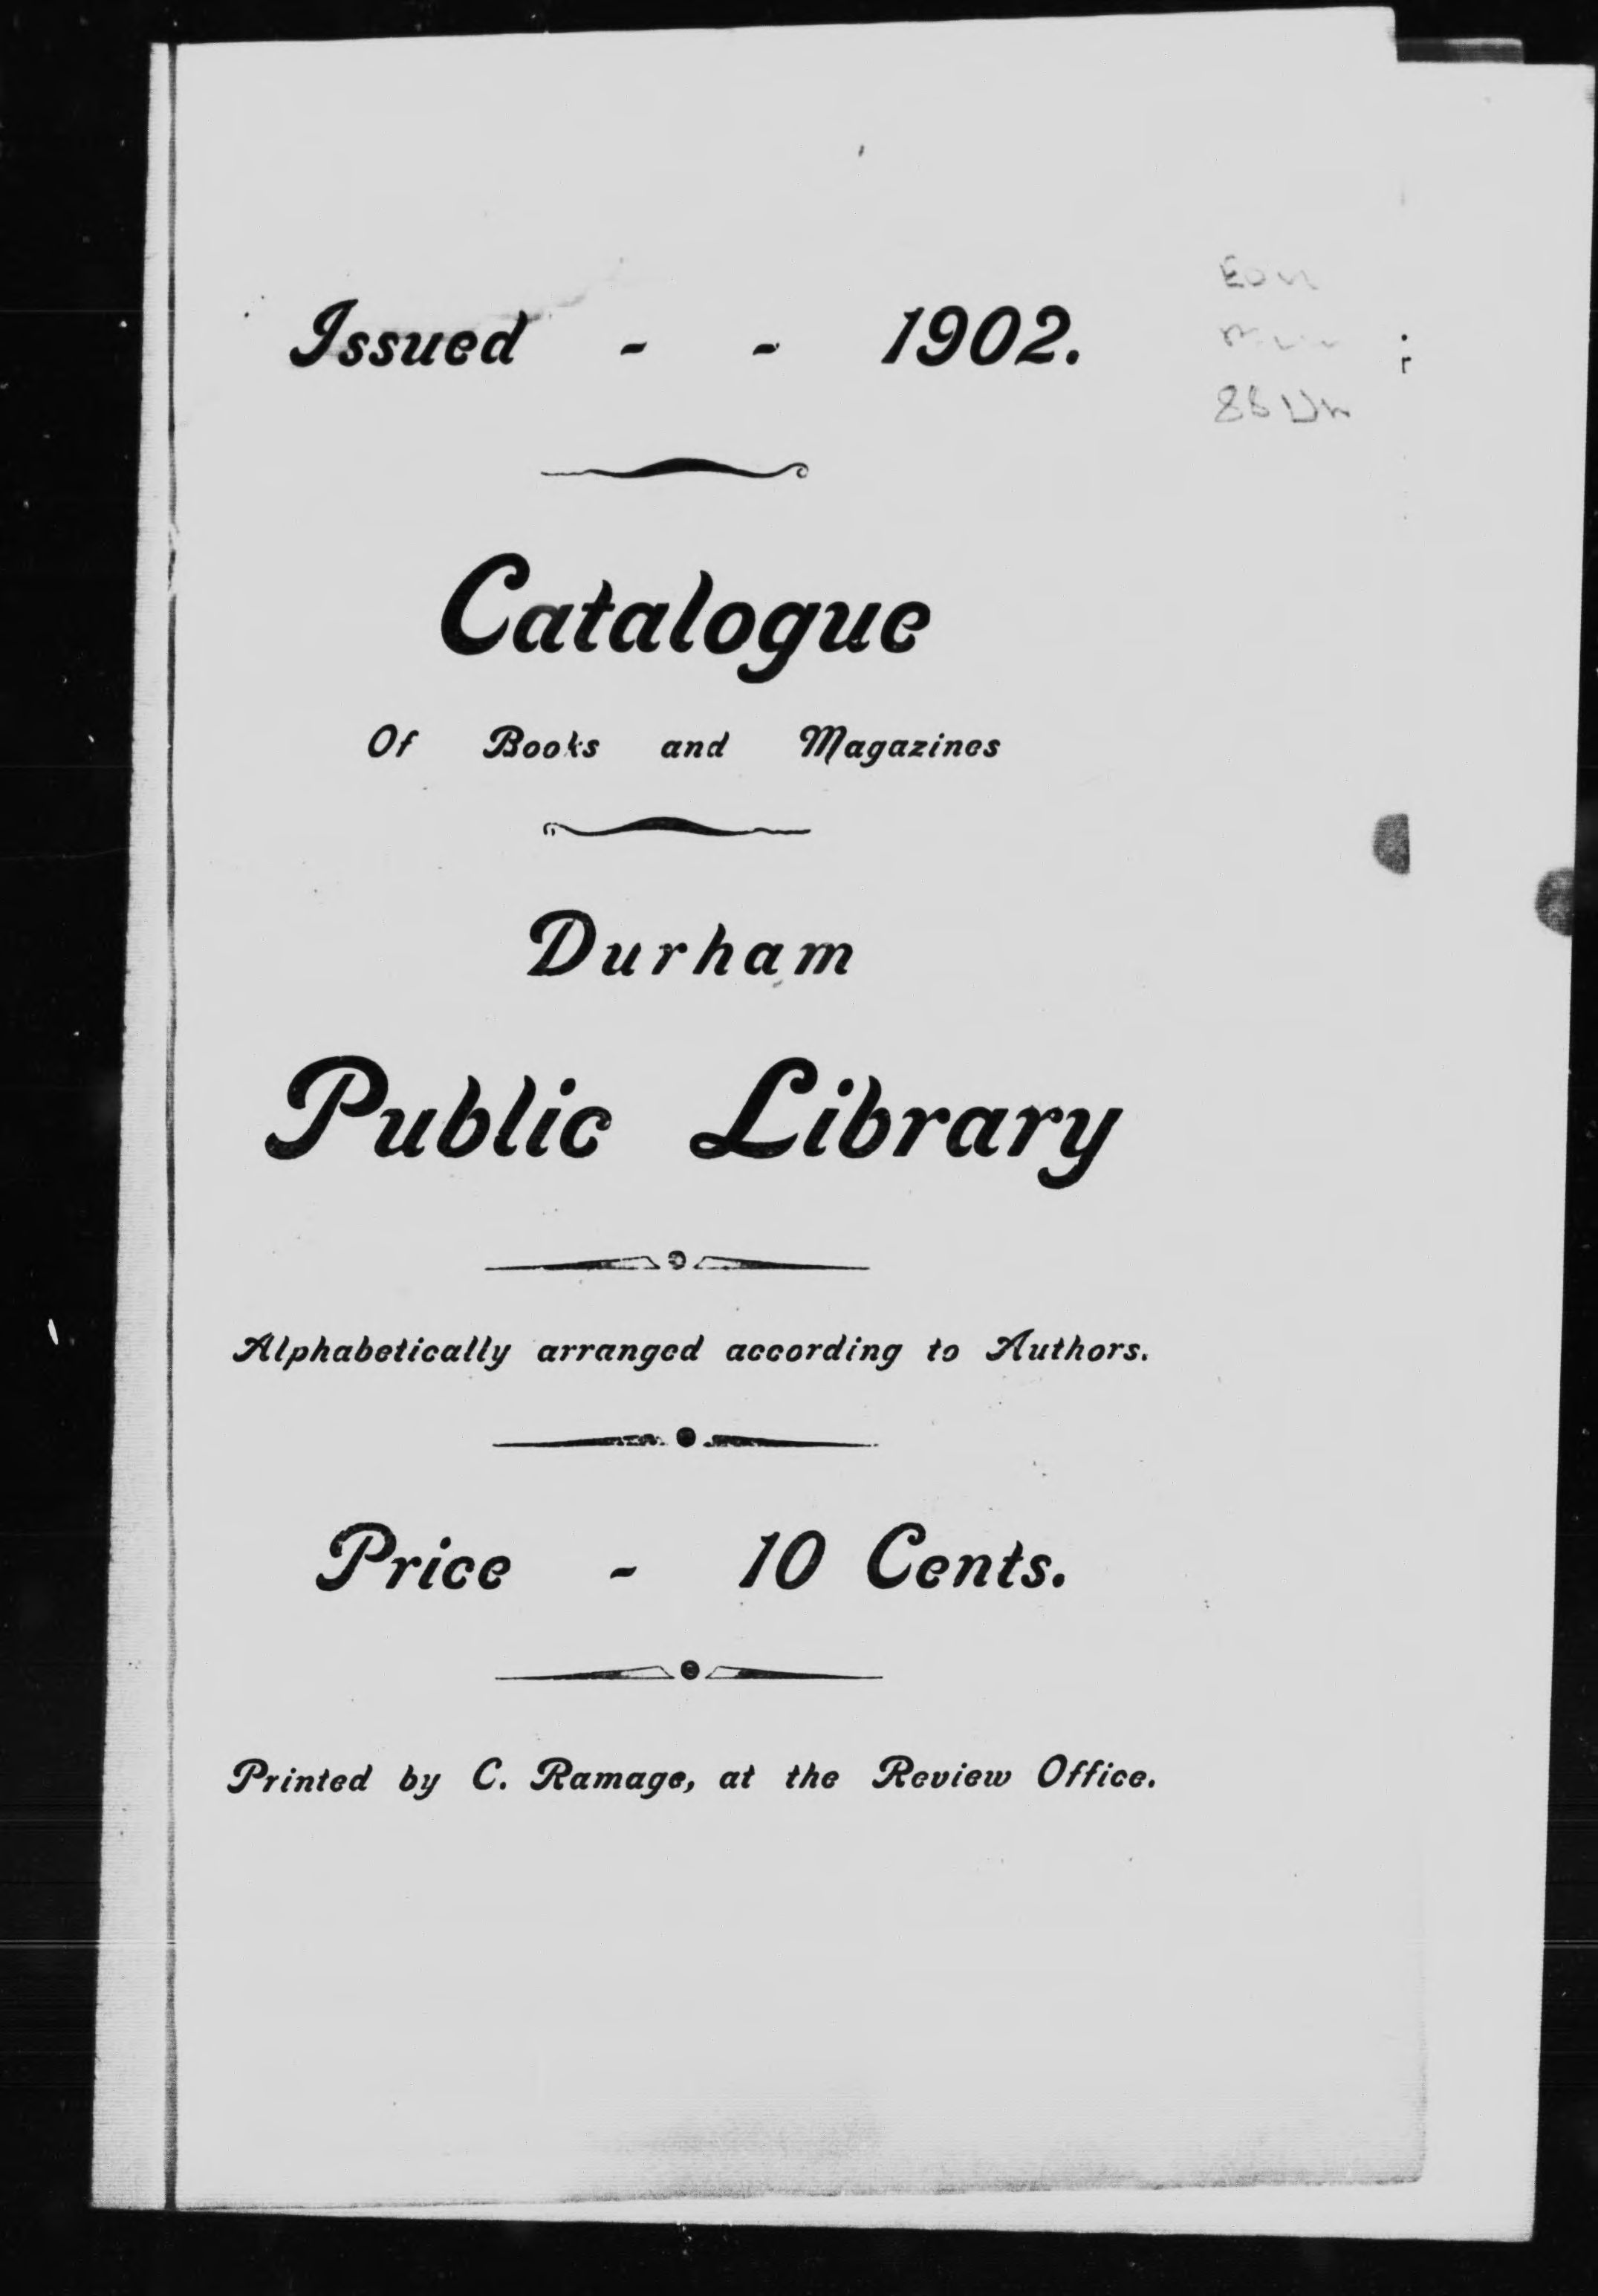 Issued - - 1902.
Catalogue
Of Books and Magazines
Durham
Public Library
Alphabetically arranged according to Authors.
Price - 10 Cents.
Printed by C. Ramage, at the Review Office.